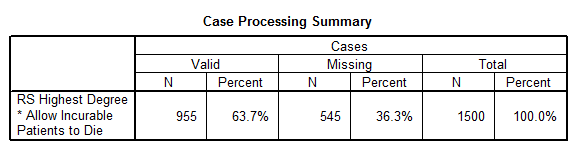 Case Processing Summary
Cases
Valid Missing Total
N Percent N Percent N Percent
RS Highest Degree
* Allow Incurable
Patients to Die
955 63.7% 545 36.3% 1500 100.0%